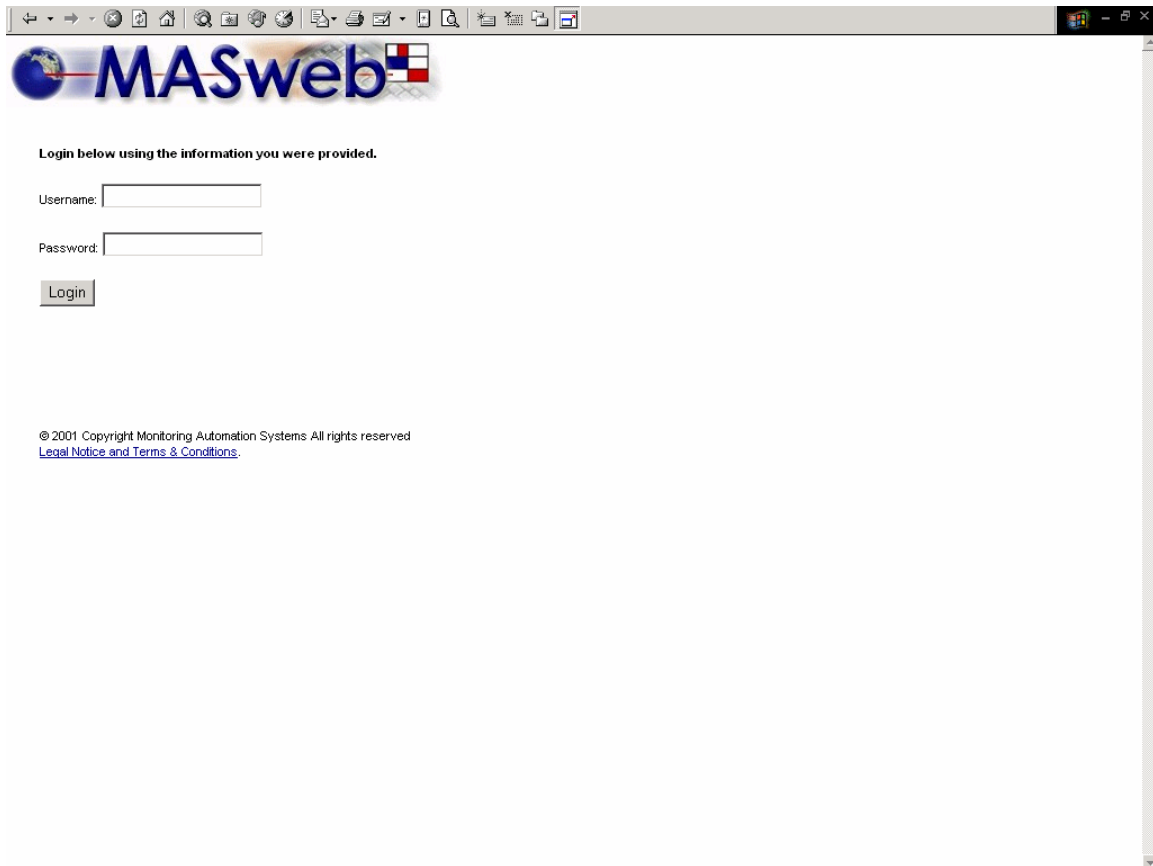 MASweb
Login below using the information you were provided.
Username:
Password:
Login
© 2001 Copyright Monitoring Automation Systems All rights reserved
Legal Notice and Terms & Conditions.